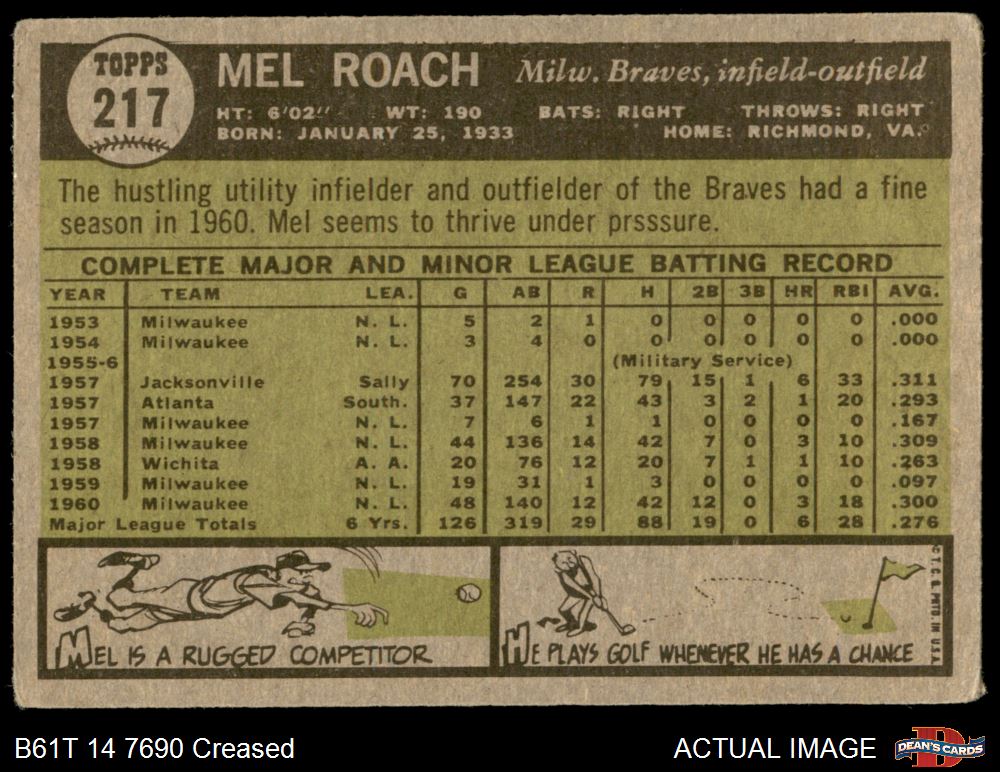 TOPPS
217
MEL ROACH Milw. Braves, infield-outfield
HT: 6'02" WT: 190 BATS: RIGHT THROWS: RIGHT
BORN: JANUARY 25, 1933 HOME: RICHMOND, VA.
The hustling utility infielder and outfielder of the Braves had a fine
season in 1960. Mel seems to thrive under prsssure.
COMPLETE MAJOR AND MINOR LEAGUE BATTING RECORD
YEAR TEAM LEA. G AB R H 2B 3B HR RBI AVG.
1953 Milwaukee N. L. 5 2 1 0 0 0 0 0 .000
1954 Milwaukee N. L. 3 4 0 0 0 0 0 0 .000
1955-6 (Military Service)
1957 Jacksonville Sally 70 254 30 79 15 1 6 33 .311
1957 Atlanta South. 37 147 22 43 3 2 1 20 .293
1957 Milwaukee N. L. 7 6 1 1 0 0 0 0 .167
1958 Milwaukee N. L. 44 136 14 42 7 0 3 10 .309
1958 Wichita A. A. 20 76 12 20 7 1 1 10 .263
1959 Milwaukee N. L. 19 31 1 3 0 0 0 0 .097
1960 Milwaukee N. L. 48 140 12 42 12 0 3 18 .300
Major League Totals 6 Yrs. 126 319 29 88 19 0 6 28 .276
MEL IS A RUGGED COMPETITOR
HE PLAYS GOLF WHENEVER HE HAS A CHANCE
© T. C. G. PRTD. IN U.S.A.
B61T 14 7690 Creased
ACTUAL IMAGE
DEAN'S CARDS